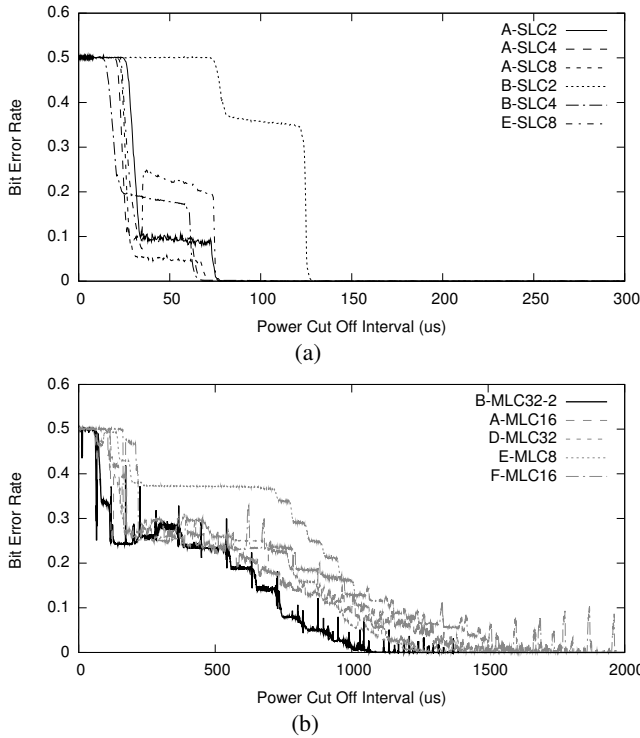 0.6
0.5
0.4
0.3
0.2
0.1
0
Bit Error Rate
A-SLC2
A-SLC4
A-SLC8
B-SLC2
B-SLC4
E-SLC8
0 50 100 150 200 250 300
Power Cut Off Interval (us)
(a)
0.6
0.5
0.4
0.3
0.2
0.1
0
Bit Error Rate
B-MLC32-2
A-MLC16
D-MLC32
E-MLC8
F-MLC16
0 500 1000 1500 2000
Power Cut Off Interval (us)
(b)